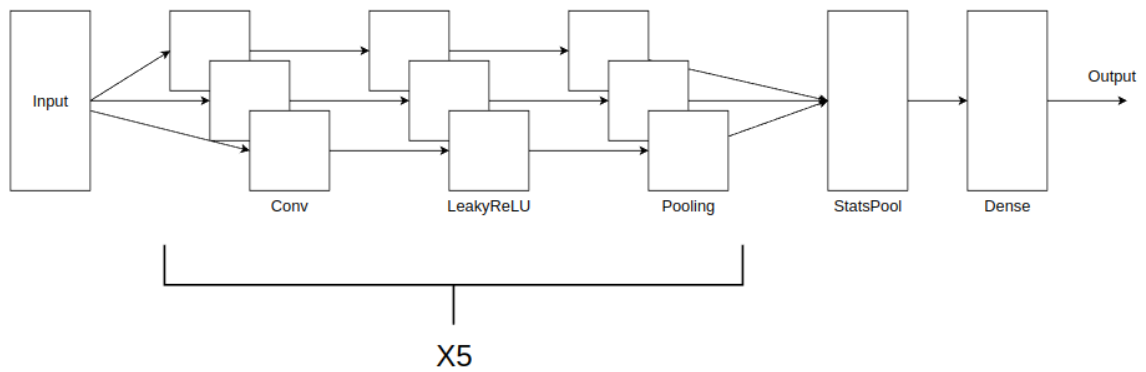 Input
Output
Conv
LeakyReLU
Pooling
StatsPool
Dense
X5